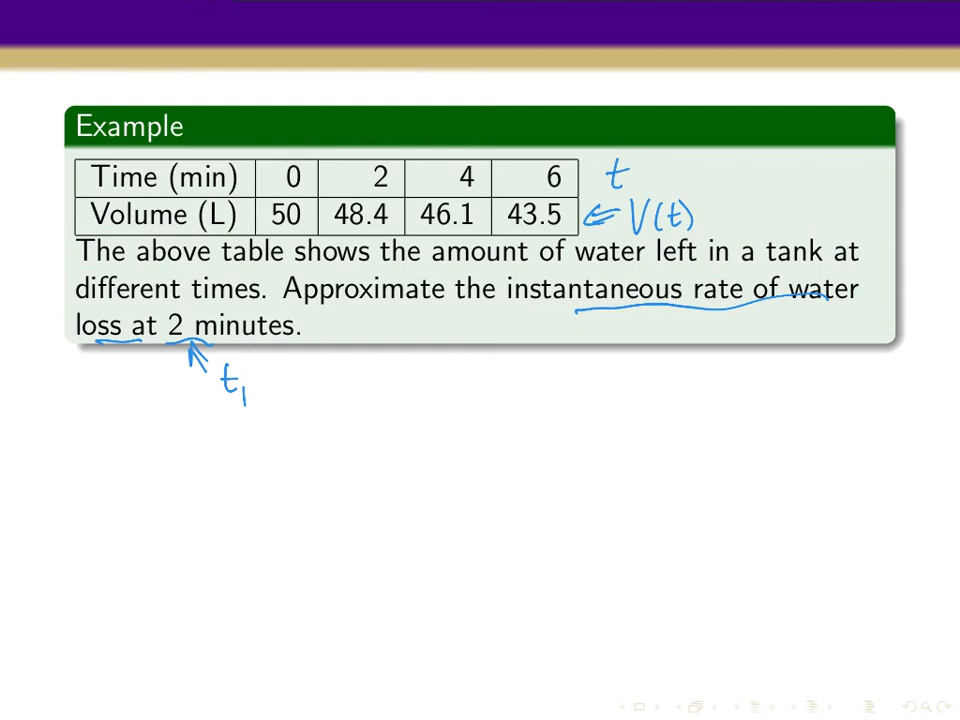 Example
Time (min) 0 2 4 6 t
Volume (L) 50 48.4 46.1 43.5 V(t)
The above table shows the amount of water left in a tank at
different times. Approximate the instantaneous rate of water
loss at 2 minutes.
t₁